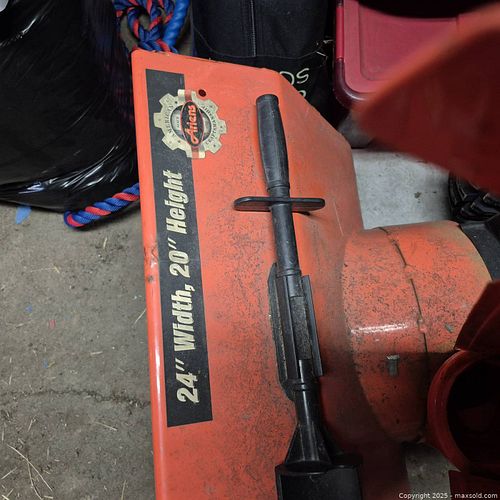 Ariens
24" Width, 20" Height
Copyright 2025 - maxsold.com